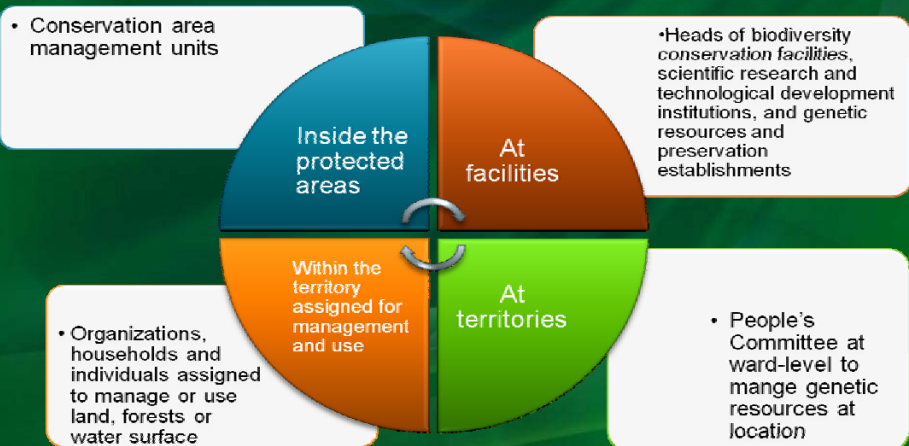 • Conservation area
management units
•Heads of biodiversity
conservation facilities,
scientific research and
technological development
institutions, and genetic
resources and
preservation
establishments
Inside the
protected
areas
At
facilities
Within the
territory
assigned for
management
and use
At
territories
• Organizations,
households and
individuals assigned
to manage or use
land, forests or
water surface
• People's
Committee at
ward-level to
mange genetic
resources at
location